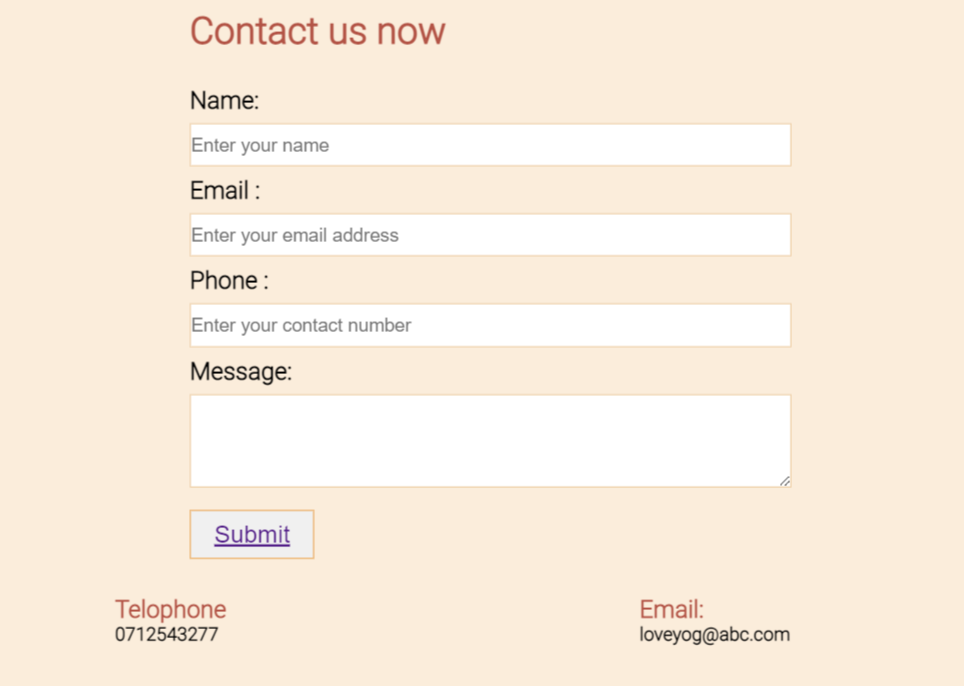 Contact us now
Name:
Enter your name
Email :
Enter your email address
Phone :
Enter your contact number
Message:
Submit
Telophone
0712543277
Email:
loveyog@abc.com